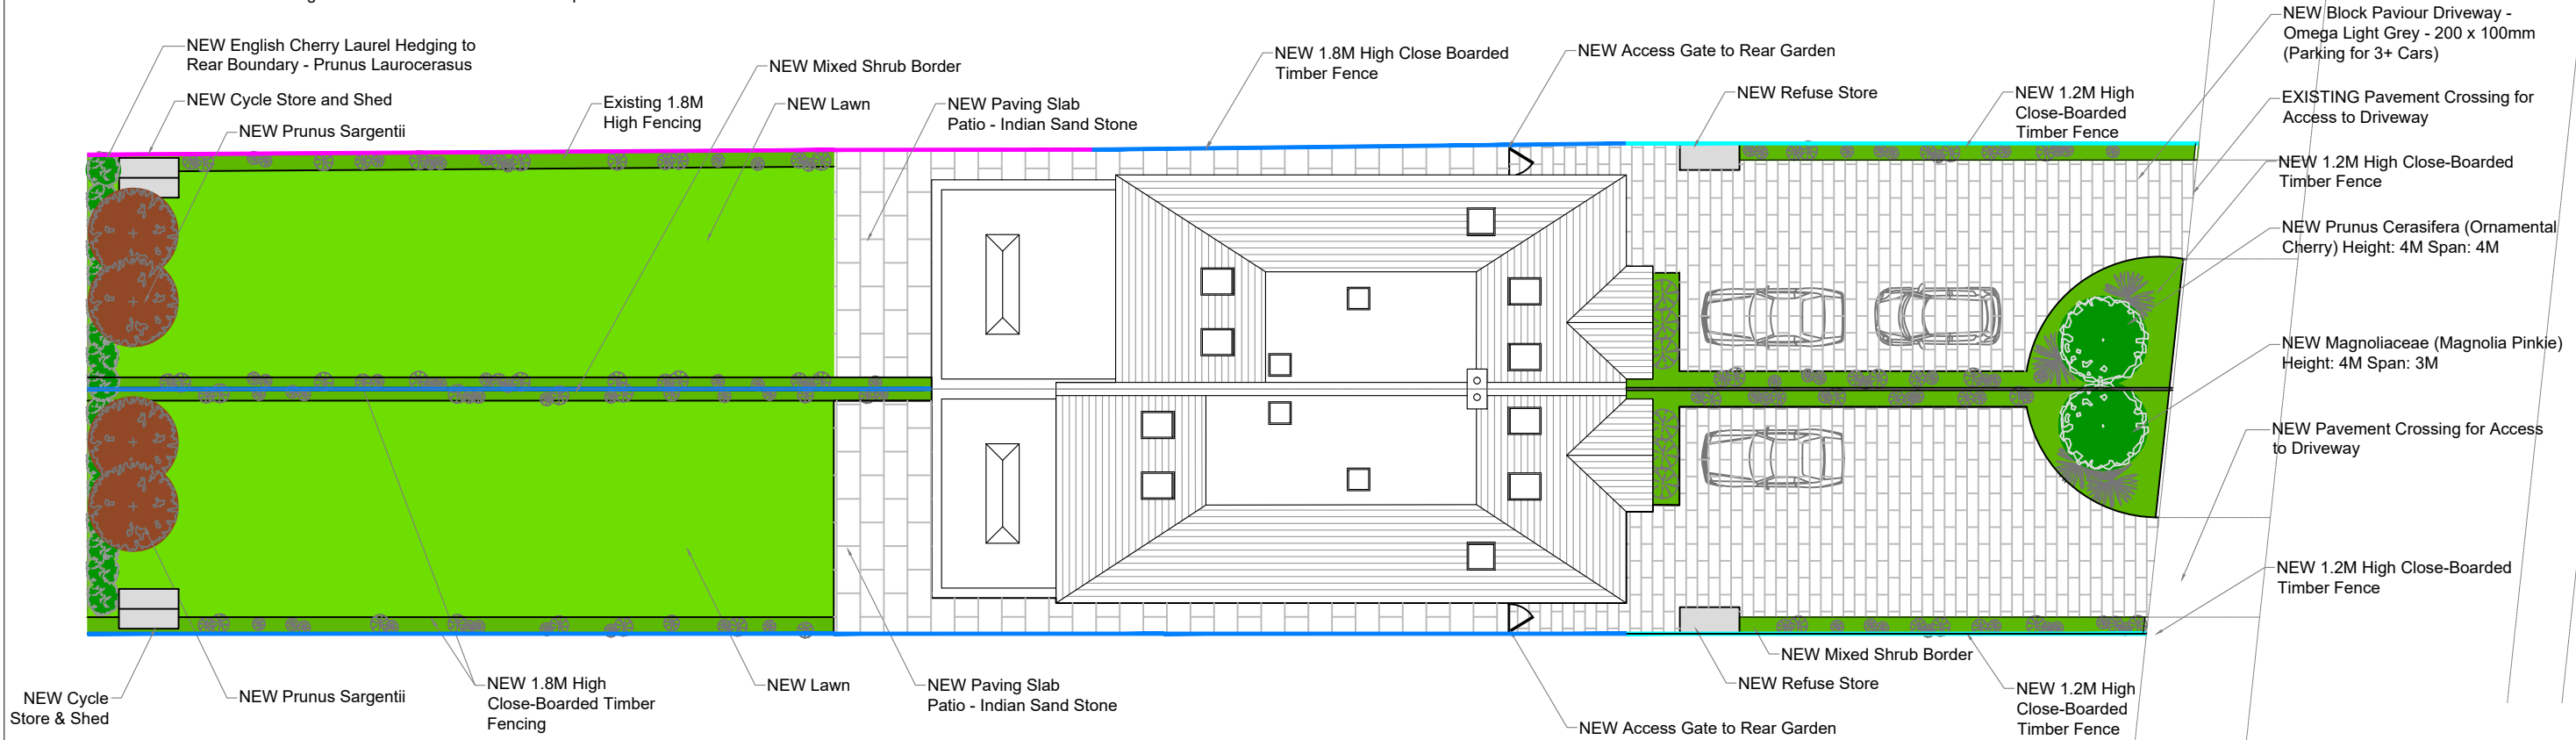 NEW English Cherry Laurel Hedging to
Rear Boundary - Prunus Laurocerasus
NEW Cycle Store and Shed
NEW Prunus Sargentii
Existing 1.8M
High Fencing
NEW Mixed Shrub Border
NEW Lawn
NEW Paving Slab
Patio - Indian Sand Stone
NEW 1.8M High Close Boarded
Timber Fence
NEW Access Gate to Rear Garden
NEW Refuse Store
NEW 1.2M High
Close-Boarded
Timber Fence
NEW Block Paviour Driveway -
Omega Light Grey - 200 x 100mm
(Parking for 3+ Cars)
EXISTING Pavement Crossing for
Access to Driveway
NEW 1.2M High Close-Boarded
Timber Fence
NEW Prunus Cerasifera (Ornamental
Cherry) Height: 4M Span: 4M
NEW Magnoliaceae (Magnolia Pinkie)
Height: 4M Span: 3M
NEW Pavement Crossing for Access
to Driveway
NEW 1.2M High Close-Boarded
Timber Fence
NEW Cycle
Store & Shed
NEW Prunus Sargentii
NEW 1.8M High
Close-Boarded Timber
Fencing
NEW Lawn
NEW Paving Slab
Patio - Indian Sand Stone
NEW Access Gate to Rear Garden
NEW Mixed Shrub Border
NEW Refuse Store
NEW 1.2M High
Close-Boarded
Timber Fence